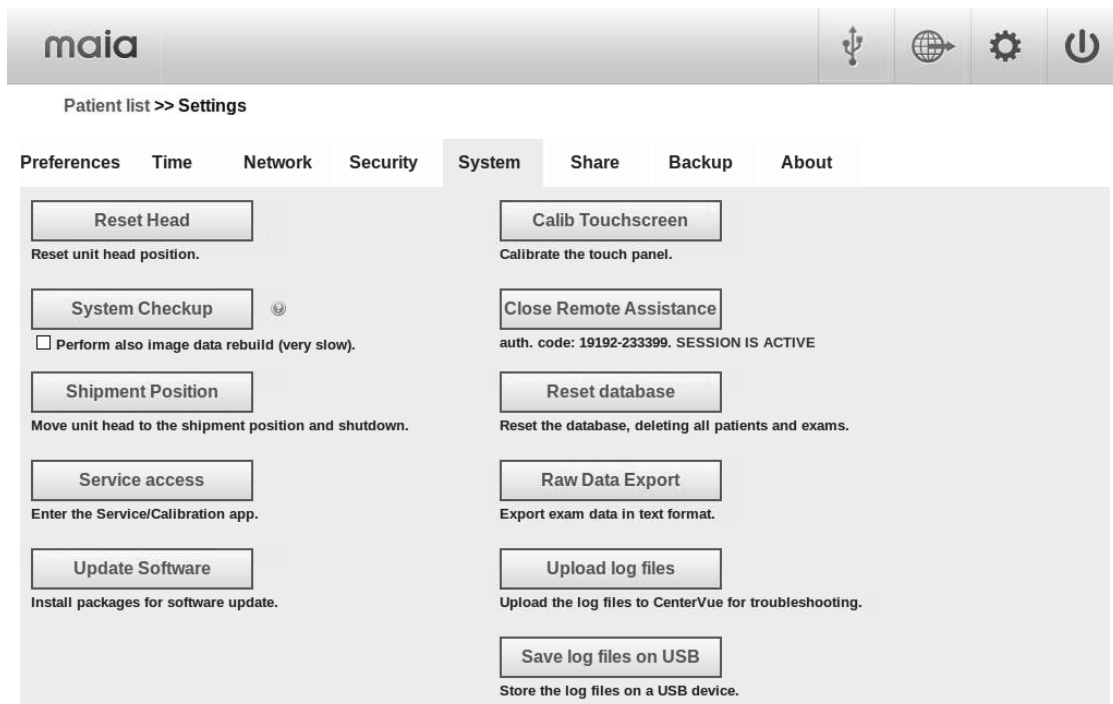 maia
Patient list >> Settings
Preferences Time Network Security System Share Backup About
Reset Head
Reset unit head position.
System Checkup
Perform also image data rebuild (very slow).
Shipment Position
Move unit head to the shipment position and shutdown.
Service access
Enter the Service/Calibration app.
Update Software
Install packages for software update.
Calib Touchscreen
Calibrate the touch panel.
Close Remote Assistance
auth. code: 19192-233399. SESSION IS ACTIVE
Reset database
Reset the database, deleting all patients and exams.
Raw Data Export
Export exam data in text format.
Upload log files
Upload the log files to CenterVue for troubleshooting.
Save log files on USB
Store the log files on a USB device.